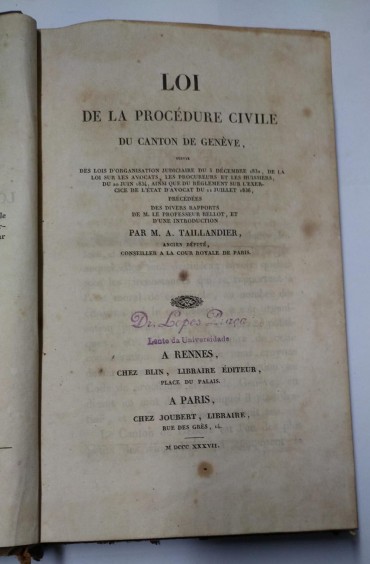 LOI
DE LA PROCÉDURE CIVILE
DU CANTON DE GENÈVE,
SUIVIE
DES LOIS D'ORGANISATION JUDICIAIRE DU 5 DÉCEMBRE 1832, DE LA
LOI SUR LES AVOCATS, LES PROCUREURS ET LES HUISSIERS,
DU 20 JUIN 1834, AINSI QUE DU RÈGLEMENT SUR L'EXER-
CICE DE L'ÉTAT D'AVOCAT DU 11 JUILLET 1836,
PRÉCÉDÉES
DES DIVERS RAPPORTS
DE M. LE PROFESSEUR BELLOT, ET
D'UNE INTRODUCTION
PAR M. A. TAILLANDIER,
ANCIEN DÉPUTÉ,
CONSEILLER A LA COUR ROYALE DE PARIS.
Dr. Lopes Praça
Lente da Universidade
A RENNES,
CHEZ BLIN, LIBRAIRE ÉDITEUR,
PLACE DU PALAIS.
A PARIS,
CHEZ JOUBERT, LIBRAIRE,
RUE DES GRÈS, 14.
M DCCC XXXVII.